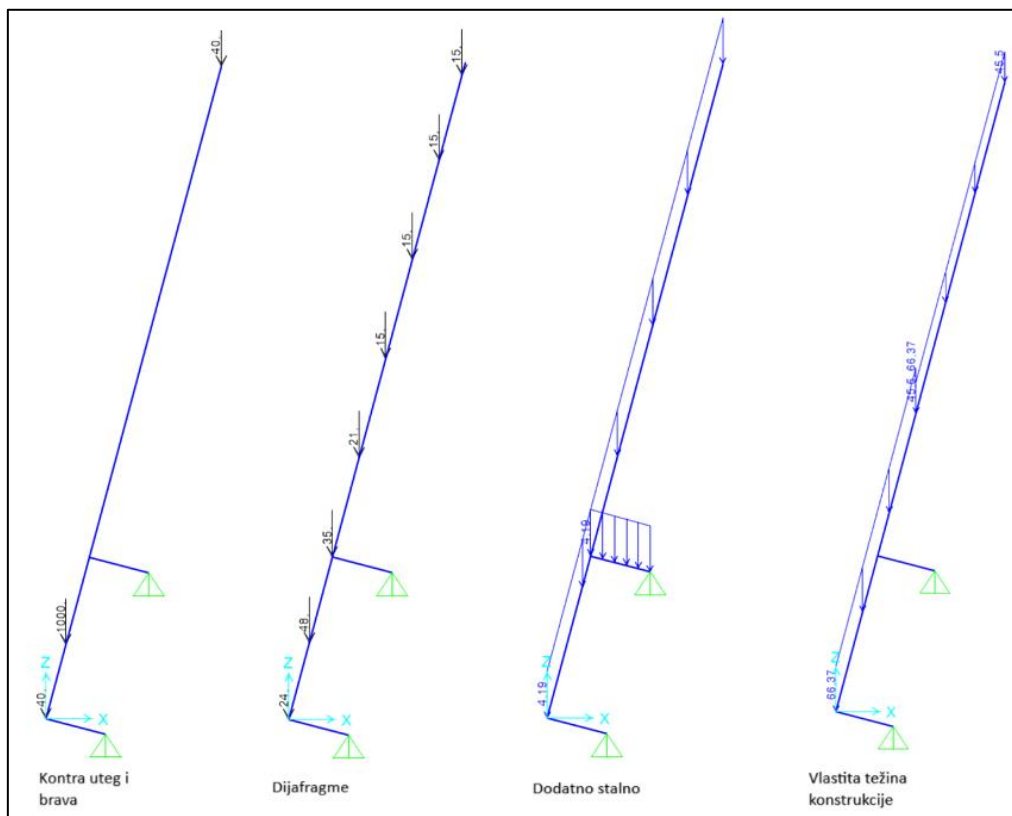 40.
1000.
40.
Z
X
Kontra uteg i
brava
15.
15.
15.
15.
21.
35.
48.
24.
Z
X
Dijafragme
4.19
4.19
Z
X
Dodatno stalno
45.5
45.5 66.37
66.37
Z
X
Vlastita težina
konstrukcije